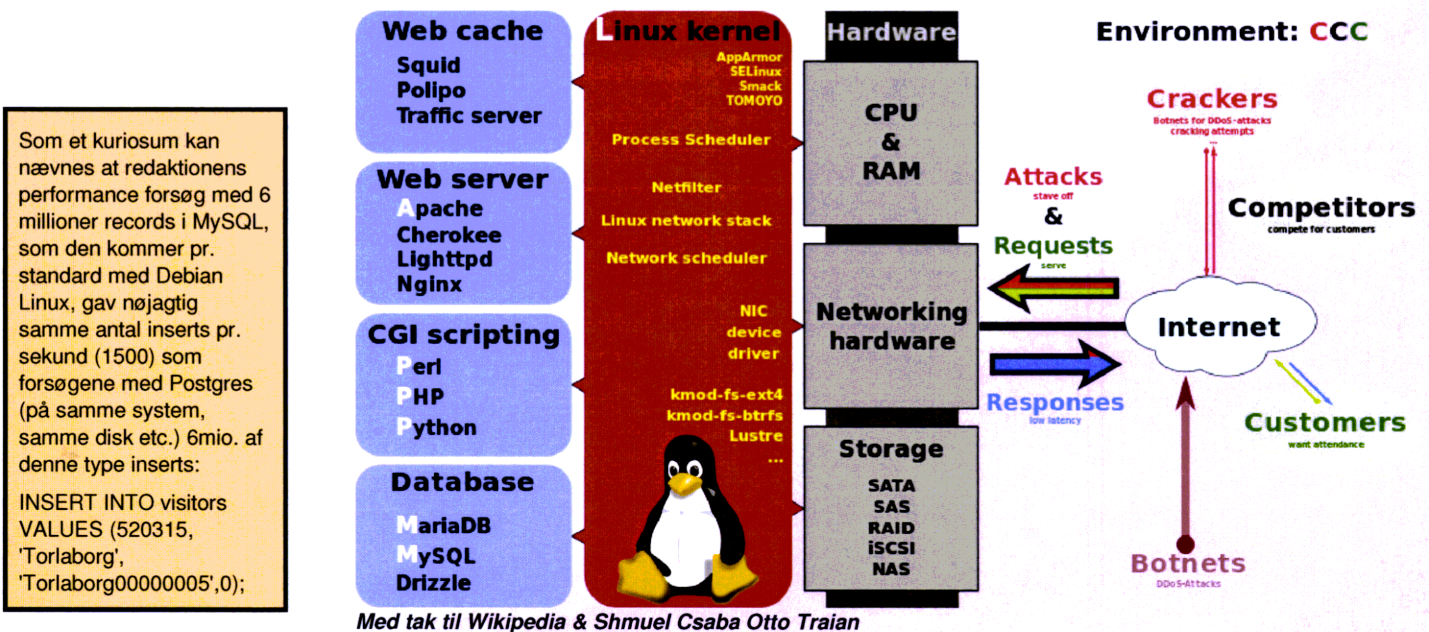 Som et kuriosum kan
nævnes at redaktionens
performance forsøg med 6
millioner records i MySQL,
som den kommer pr.
standard med Debian
Linux, gav nøjagtig
samme antal inserts pr.
sekund (1500) som
forsøgene med Postgres
(på samme system,
samme disk etc.) 6mio. af
denne type inserts:
INSERT INTO visitors
VALUES (520315,
'Torlaborg',
'Torlaborg00000005',0);
Web cache
Squid
Polipo
Traffic server
Web server
Apache
Cherokee
Lighttpd
Nginx
CGI scripting
Perl
PHP
Python
Database
MariaDB
MySQL
Drizzle
Linux kernel
AppArmor
SELinux
Smack
TOMOYO
Process Scheduler
Netfilter
Linux network stack
Network scheduler
NIC
device
driver
kmod-fs-ext4
kmod-fs-btrfs
Lustre
...
Hardware
CPU
&
RAM
Networking
hardware
Storage
SATA
SAS
RAID
iSCSI
NAS
Environment: CCC
Crackers
Botnets for DDoS-attacks
cracking attempts
Attacks
stave off
&
Requests
serve
Competitors
compete for customers
Internet
Responses
low latency
Customers
want attendance
Botnets
DDoS-Attacks
Med tak til Wikipedia & Shmuel Csaba Otto Traian